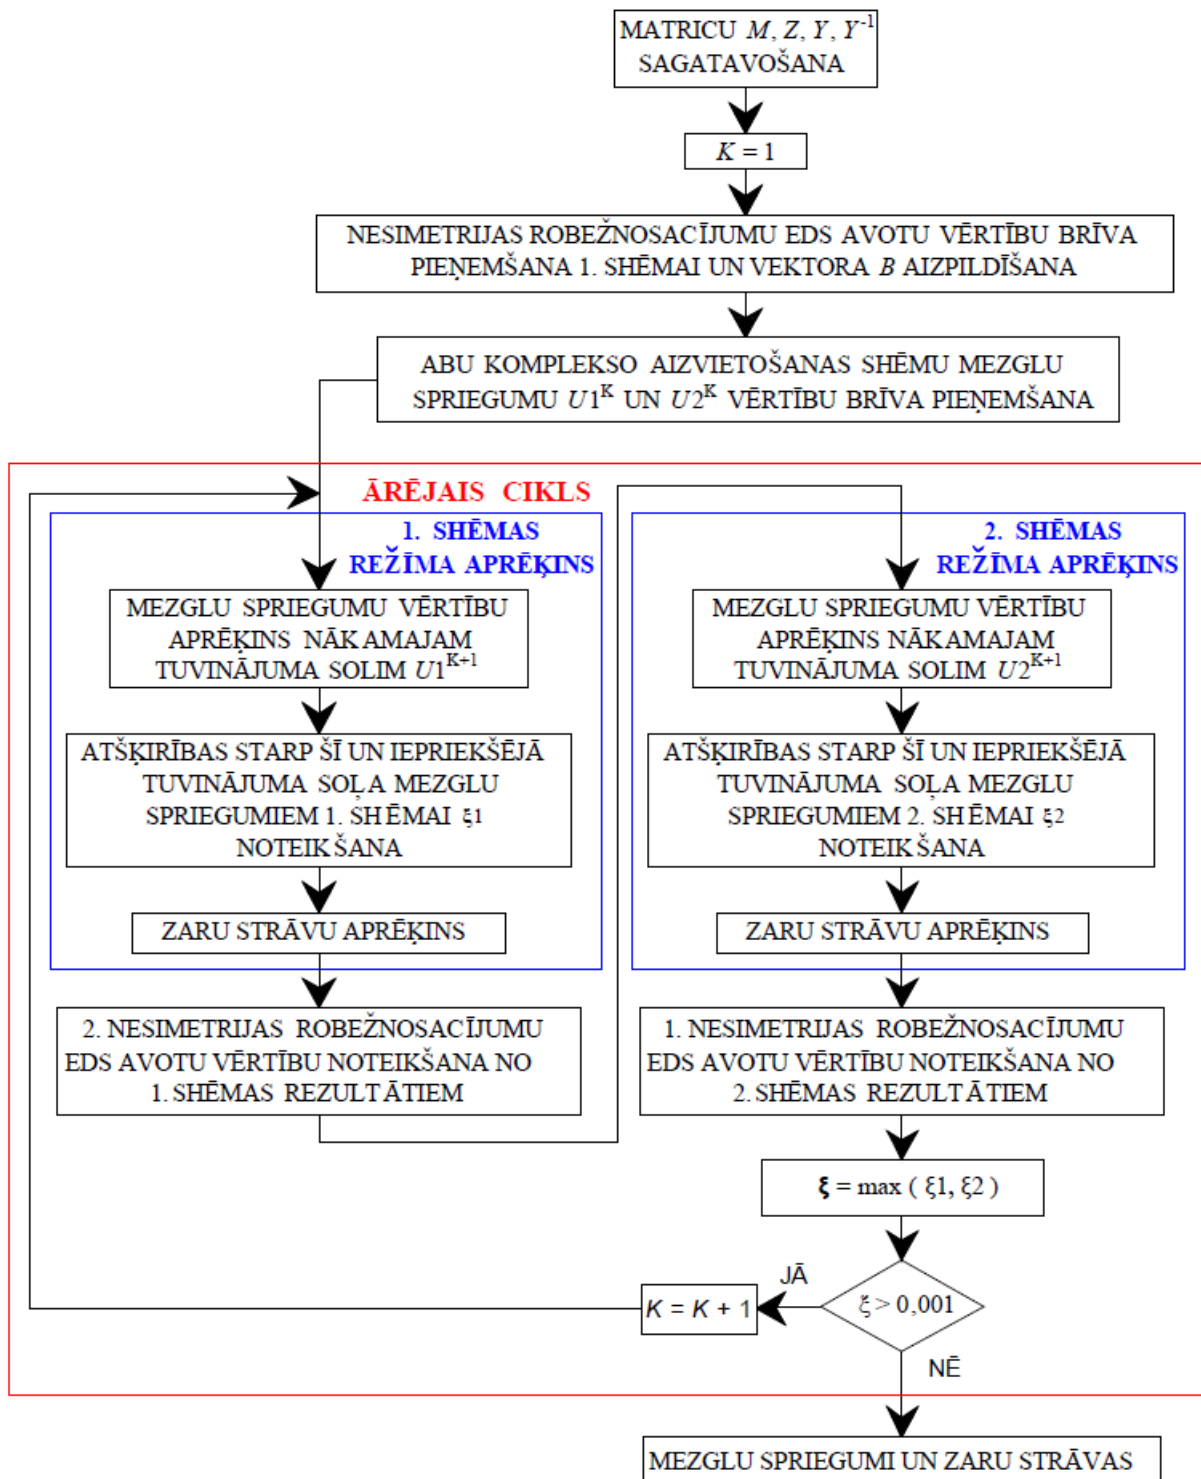 MATRICU M, Z, Y, Y⁻¹
SAGATAVOŠANA
K = 1
NESIMETRIJAS ROBEŽNOSACĪJUMU EDS AVOTU VĒRTĪBU BRĪVA
PIEŅEMŠANA 1. SHĒMAI UN VEKTORA B AIZPILDĪŠANA
ABU KOMPLEKSO AIZVIETOŠANAS SHĒMU MEZGLU
SPRIEGUMU U1ᴷ UN U2ᴷ VĒRTĪBU BRĪVA PIEŅEMŠANA
ĀRĒJAIS CIKLS
1. SHĒMAS
REŽĪMA APRĒĶINS
MEZGLU SPRIEGUMU VĒRTĪBU
APRĒĶINS NĀKAMAJAM
TUVINĀJUMA SOLIM U1ᴷ⁺¹
ATŠĶIRĪBAS STARP ŠĪ UN IEPRIEKŠĒJĀ
TUVINĀJUMA SOĻA MEZGLU
SPRIEGUMIEM 1. SHĒMAI ξ1
NOTEIKŠANA
ZARU STRĀVU APRĒĶINS
2. NESIMETRIJAS ROBEŽNOSACĪJUMU
EDS AVOTU VĒRTĪBU NOTEIKŠANA NO
1. SHĒMAS REZULTĀTIEM
2. SHĒMAS
REŽĪMA APRĒĶINS
MEZGLU SPRIEGUMU VĒRTĪBU
APRĒĶINS NĀKAMAJAM
TUVINĀJUMA SOLIM U2ᴷ⁺¹
ATŠĶIRĪBAS STARP ŠĪ UN IEPRIEKŠĒJĀ
TUVINĀJUMA SOĻA MEZGLU
SPRIEGUMIEM 2. SHĒMAI ξ2
NOTEIKŠANA
ZARU STRĀVU APRĒĶINS
1. NESIMETRIJAS ROBEŽNOSACĪJUMU
EDS AVOTU VĒRTĪBU NOTEIKŠANA NO
2. SHĒMAS REZULTĀTIEM
ξ = max ( ξ1, ξ2 )
ξ > 0,001
JĀ
K = K + 1
NĒ
MEZGLU SPRIEGUMI UN ZARU STRĀVAS